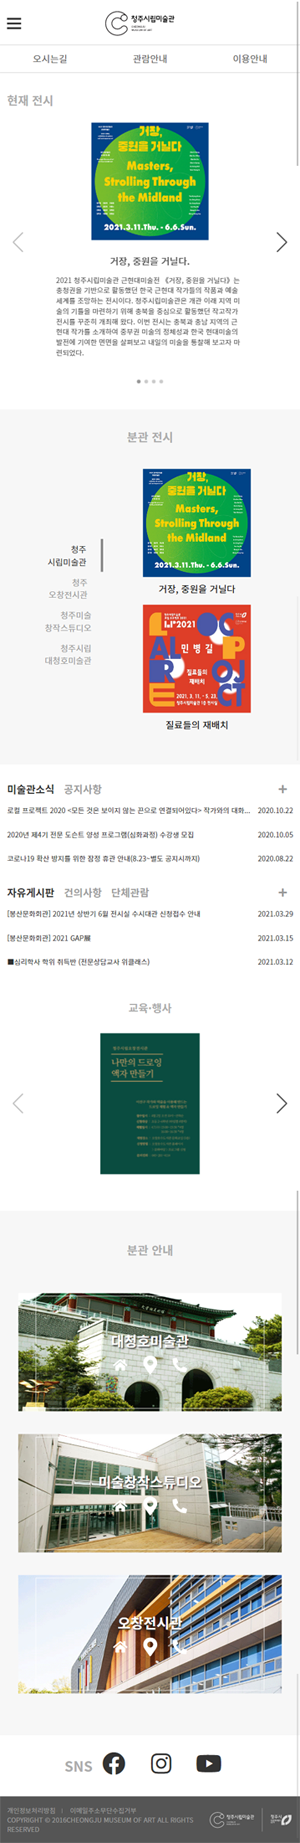 청주시립미술관
CHEONGJU
MUSEUM OF ART
오시는길 관람안내 이용안내
현재 전시
거장,
중원을 거닐다
Masters,
Strolling Through
the Midland
2021.3.11.Thu. - 6.6.Sun.
거장, 중원을 거닐다.
2021 청주시립미술관 근현대미술전 《거장, 중원을 거닐다》는
충청권을 기반으로 활동했던 한국 근현대 작가들의 작품과 예술
세계를 조망하는 전시이다. 청주시립미술관은 개관 이래 지역 미
술의 기틀을 마련하기 위해 충북을 중심으로 활동했던 작고작가
전시를 꾸준히 개최해 왔다. 이번 전시는 충북과 충남 지역의 근
현대 작가를 소개하여 중부권 미술의 정체성과 한국 현대미술의
발전에 기여한 면면을 살펴보고 내일의 미술을 통찰해 보고자 마
련되었다.
분관 전시
청주
시립미술관
청주
오창전시관
청주미술
창작스튜디오
청주시립
대청호미술관
거장,
중원을 거닐다
Masters,
Strolling Through
the Midland
2021.3.11.Thu. - 6.6.Sun.
거장, 중원을 거닐다
LOCAL PROJECT
2021
민병길
질료들의
재배치
2021. 3. 11. - 5. 23.
청주시립미술관 1층 전시실
질료들의 재배치
미술관소식 공지사항 +
로컬 프로젝트 2020 <모든 것은 보이지 않는 끈으로 연결되어있다> 작가와의 대화... 2020.10.22
2020년 제4기 전문 도슨트 양성 프로그램(심화과정) 수강생 모집 2020.10.05
코로나19 확산 방지를 위한 잠정 휴관 안내(8.23~별도 공지시까지) 2020.08.22
자유게시판 건의사항 단체관람 +
[봉산문화회관] 2021년 상반기 6월 전시실 수시대관 신청접수 안내 2021.03.29
[봉산문화회관] 2021 GAP展 2021.03.15
■심리학사 학위 취득반 (전문상담교사 위클래스) 2021.03.12
교육·행사
나만의 드로잉
액자 만들기
분관 안내
대청호미술관
미술창작스튜디오
오창전시관
SNS
개인정보처리방침 | 이메일주소무단수집거부
COPYRIGHT © 2016CHEONGJU MUSEUM OF ART ALL RIGHTS
RESERVED
청주시립미술관
청주시